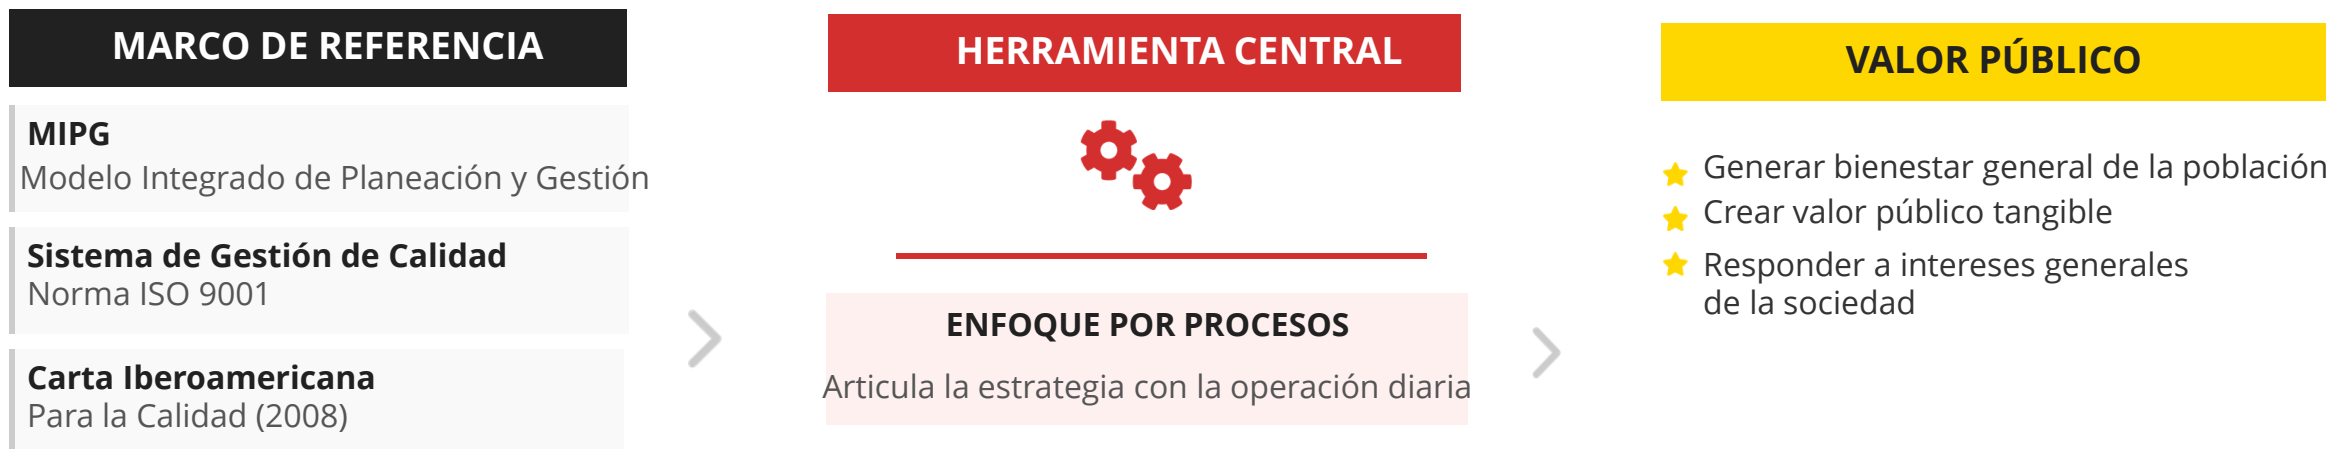 MARCO DE REFERENCIA
MIPG
Modelo Integrado de Planeación y Gestión
Sistema de Gestión de Calidad
Norma ISO 9001
Carta Iberoamericana
Para la Calidad (2008)
HERRAMIENTA CENTRAL
ENFOQUE POR PROCESOS
Articula la estrategia con la operación diaria
VALOR PÚBLICO
Generar bienestar general de la población
Crear valor público tangible
Responder a intereses generales
de la sociedad